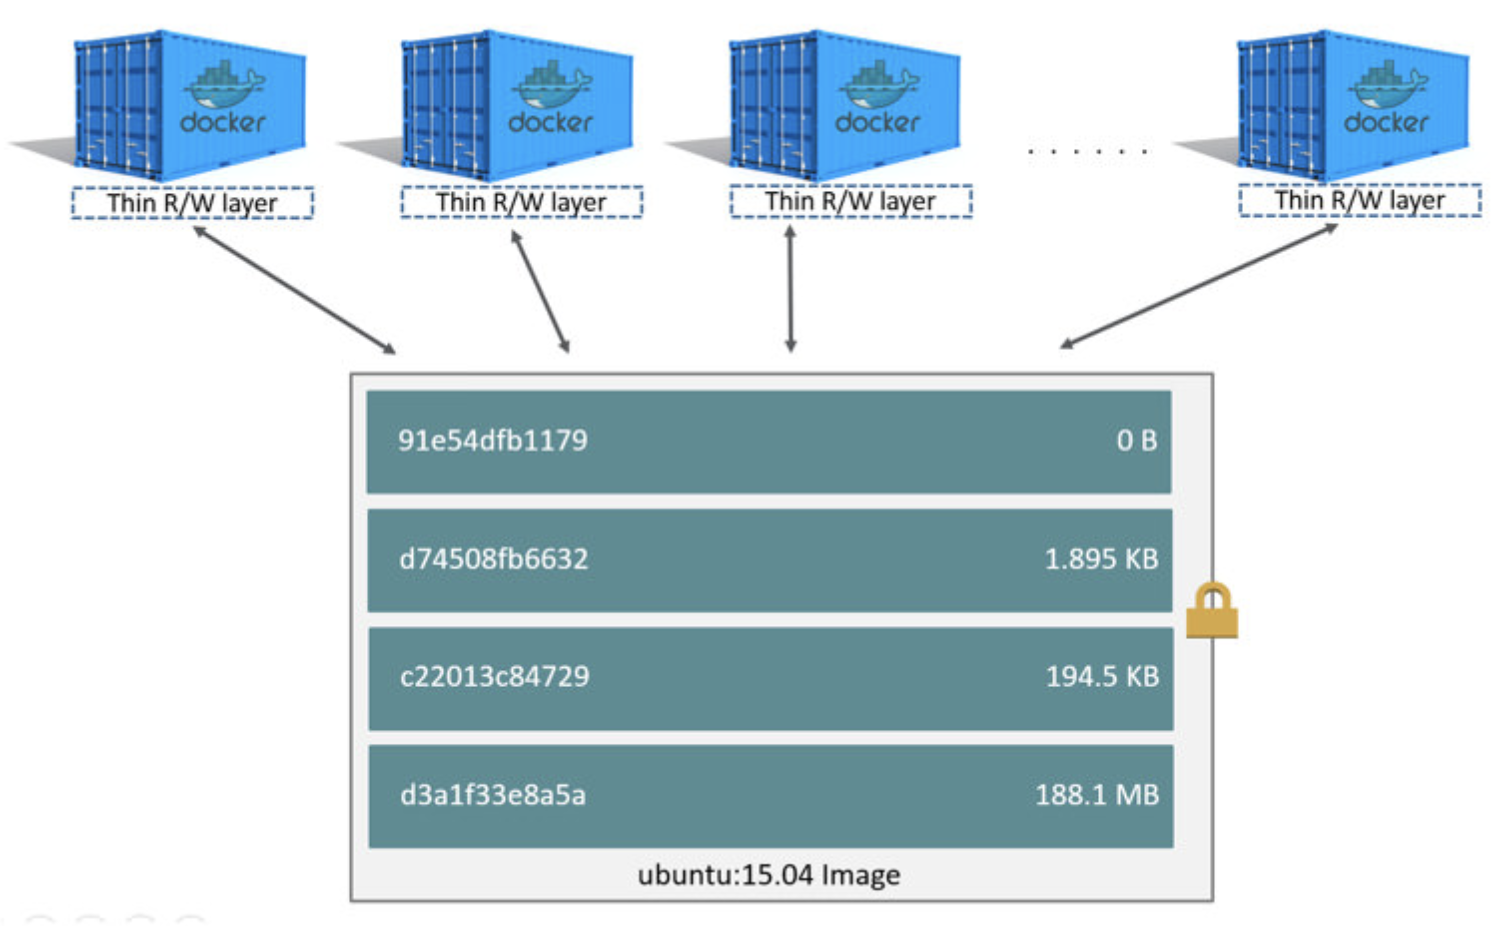 docker
docker
docker
docker
. . . . . .
Thin R/W layer
Thin R/W layer
Thin R/W layer
Thin R/W layer
91e54dfb1179 0 B
d74508fb6632 1.895 KB
c22013c84729 194.5 KB
d3a1f33e8a5a 188.1 MB
ubuntu:15.04 Image